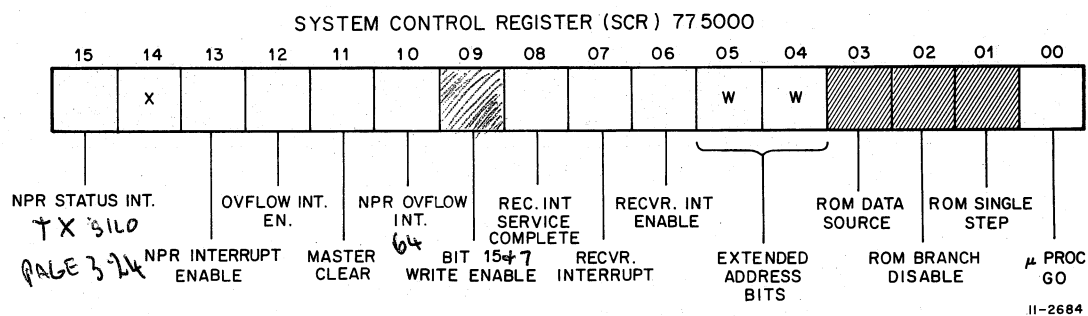 SYSTEM CONTROL REGISTER (SCR) 775000
15 14 13 12 11 10 09 08 07 06 05 04 03 02 01 00
X W W
NPR STATUS INT.
TX SILO
PAGE 3-24
NPR INTERRUPT
ENABLE
OVFLOW INT.
EN.
MASTER
CLEAR
NPR OVFLOW
INT.
64
BIT 15+7
WRITE ENABLE
REC. INT
SERVICE
COMPLETE
RECVR.
INTERRUPT
RECVR. INT
ENABLE
EXTENDED
ADDRESS
BITS
ROM DATA
SOURCE
ROM BRANCH
DISABLE
ROM SINGLE
STEP
μ PROC
GO
11-2684